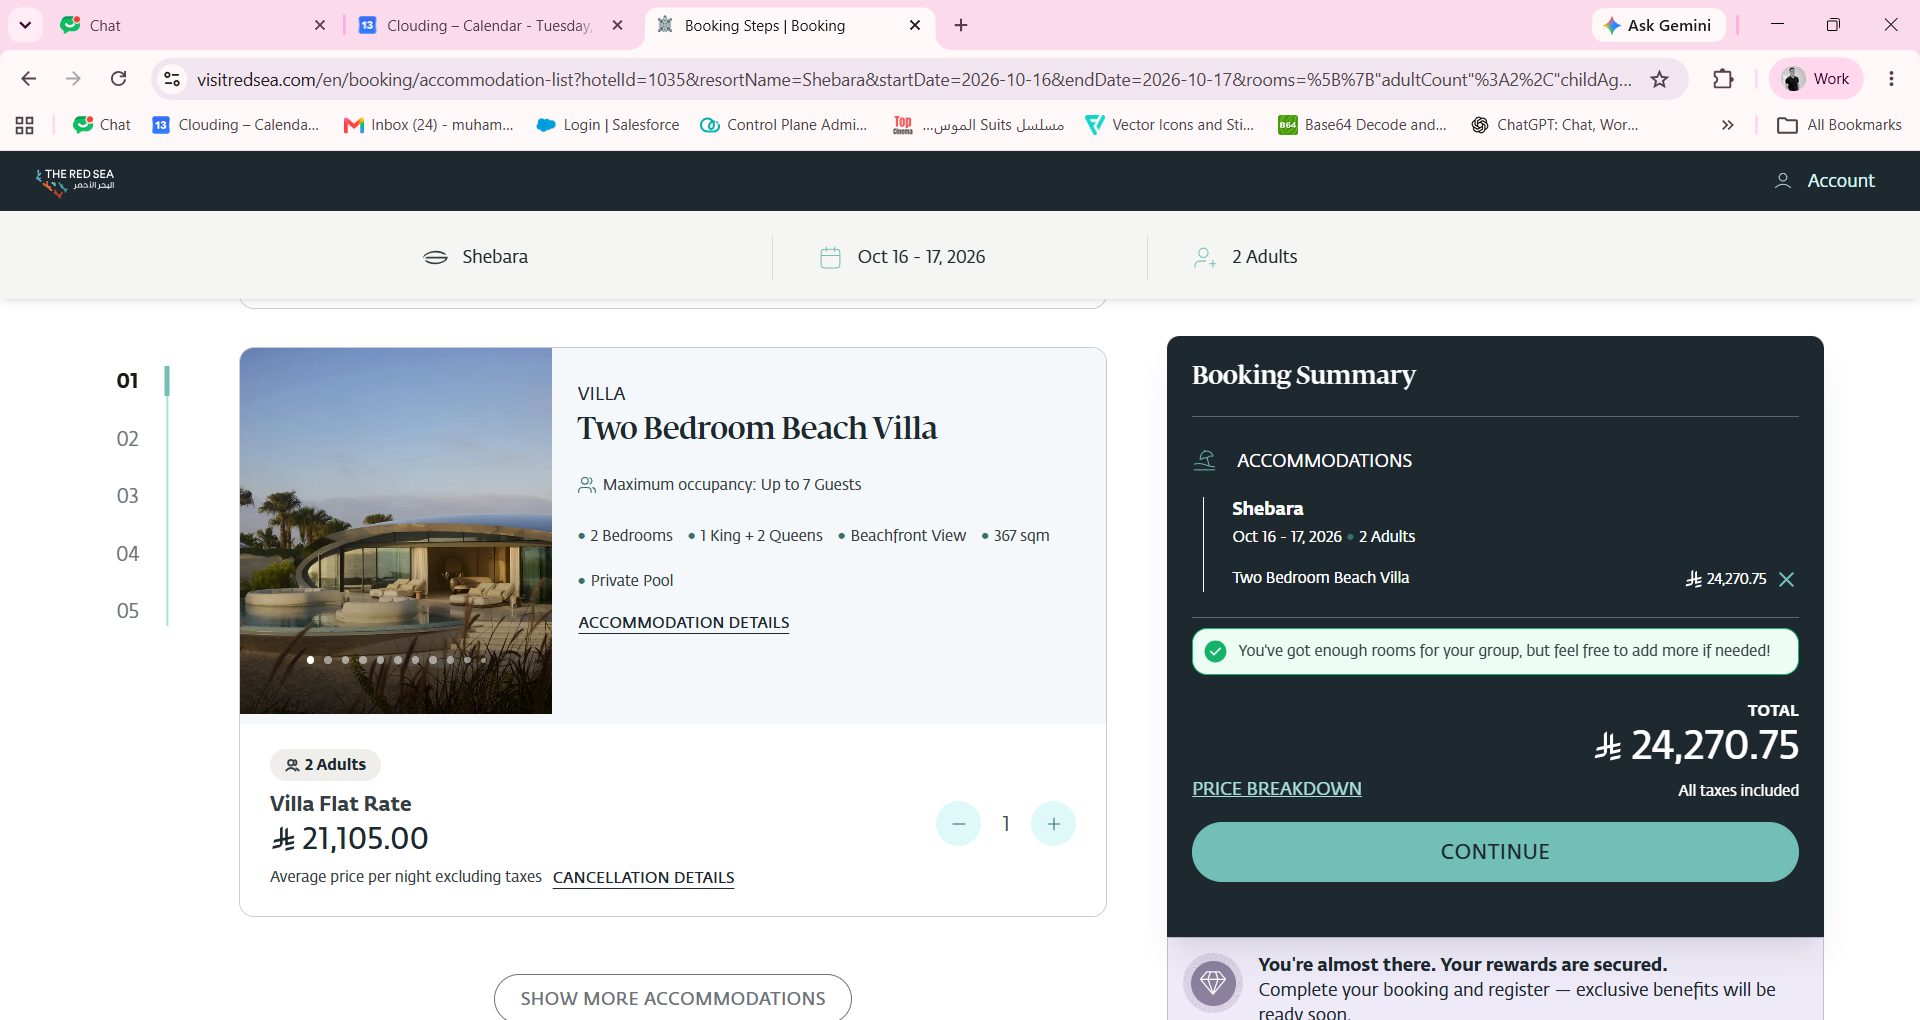 Chat
Clouding – Calendar - Tuesday,
Booking Steps | Booking
Ask Gemini
visitredsea.com/en/booking/accommodation-list?hotelId=1035&resortName=Shebara&startDate=2026-10-16&endDate=2026-10-17&rooms=%5B%7B"adultCount"%3A2%2C"childAg...
Work
Chat
13
Clouding – Calenda...
Inbox (24) - muham...
Login | Salesforce
Control Plane Admi...
Top Cinema
مسلسل Suits الموس...
Vector Icons and Sti...
B64
Base64 Decode and...
ChatGPT: Chat, Wor...
All Bookmarks
THE RED SEA
البحر الأحمر
Account
Shebara
Oct 16 - 17, 2026
2 Adults
01
02
03
04
05
VILLA
Two Bedroom Beach Villa
Maximum occupancy: Up to 7 Guests
• 2 Bedrooms • 1 King + 2 Queens • Beachfront View • 367 sqm
• Private Pool
ACCOMMODATION DETAILS
2 Adults
Villa Flat Rate
21,105.00
Average price per night excluding taxes CANCELLATION DETAILS
− 1 +
SHOW MORE ACCOMMODATIONS
Booking Summary
ACCOMMODATIONS
Shebara
Oct 16 - 17, 2026 • 2 Adults
Two Bedroom Beach Villa
24,270.75
You've got enough rooms for your group, but feel free to add more if needed!
TOTAL
24,270.75
PRICE BREAKDOWN
All taxes included
CONTINUE
You're almost there. Your rewards are secured.
Complete your booking and register — exclusive benefits will be
ready soon.